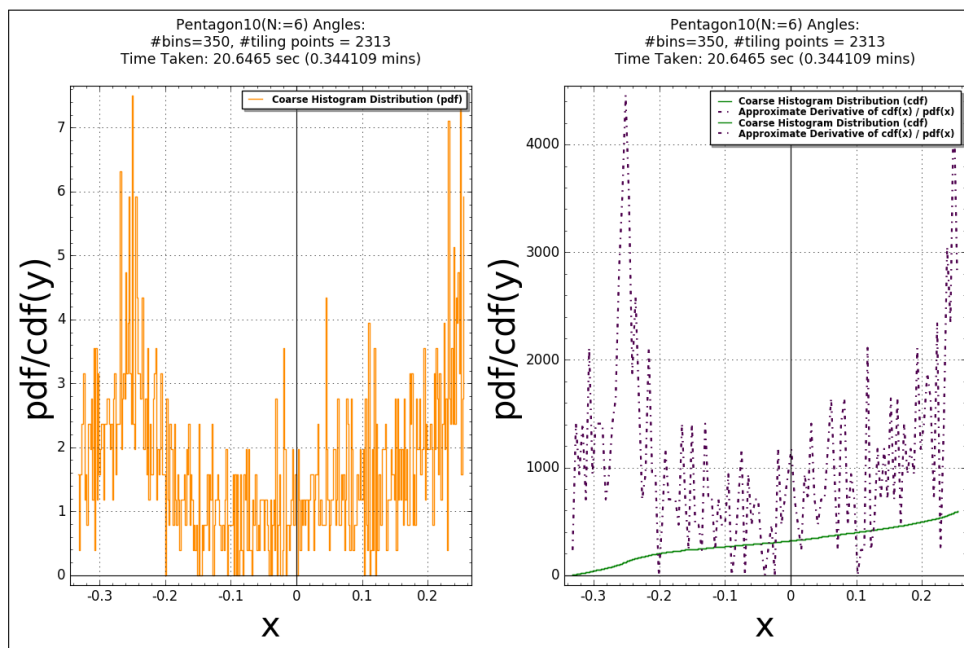 Pentagon10(N:=6) Angles:
#bins=350, #tiling points = 2313
Time Taken: 20.6465 sec (0.344109 mins)
Coarse Histogram Distribution (pdf)
7
6
5
4
3
2
1
0
-0.3
-0.2
-0.1
0
0.1
0.2
pdf/cdf(y)
x
Pentagon10(N:=6) Angles:
#bins=350, #tiling points = 2313
Time Taken: 20.6465 sec (0.344109 mins)
Coarse Histogram Distribution (cdf)
Approximate Derivative of cdf(x) / pdf(x)
Coarse Histogram Distribution (cdf)
Approximate Derivative of cdf(x) / pdf(x)
4000
3000
2000
1000
0
-0.3
-0.2
-0.1
0
0.1
0.2
pdf/cdf(y)
x